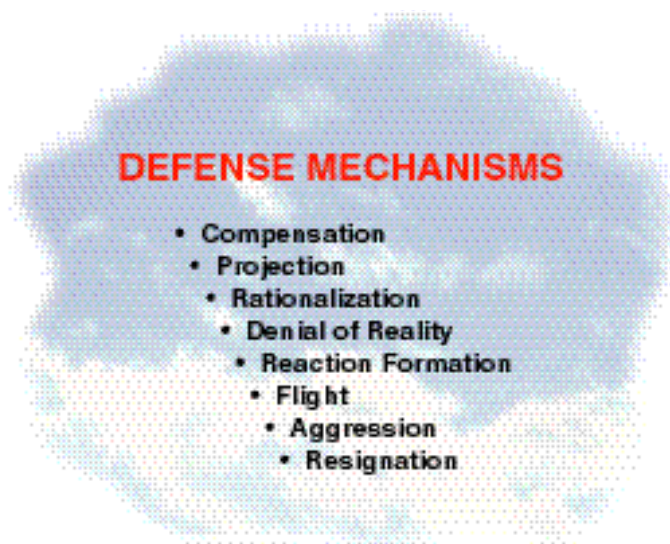 DEFENSE MECHANISMS
• Compensation
• Projection
• Rationalization
• Denial of Reality
• Reaction Formation
• Flight
• Aggression
• Resignation